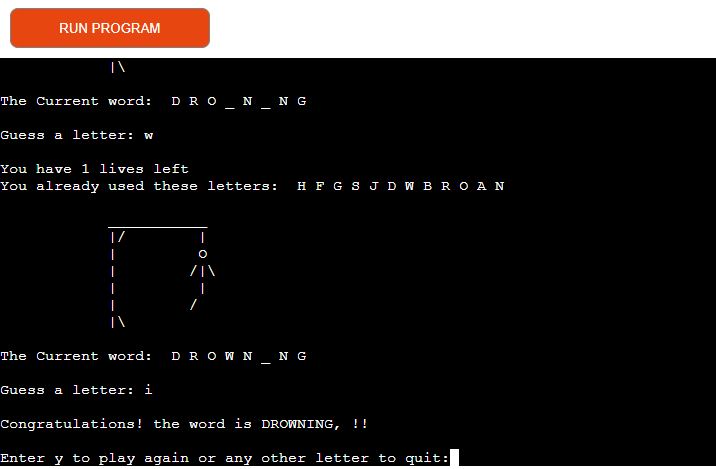 RUN PROGRAM
|\
The Current word:  D R O _ N _ N G
Guess a letter: w
You have 1 lives left
You already used these letters:  H F G S J D W B R O A N
____________
|/         |
|          O
|         /|\
|          |
|         /
|\
The Current word:  D R O W N _ N G
Guess a letter: i
Congratulations! the word is DROWNING, !!
Enter y to play again or any other letter to quit: